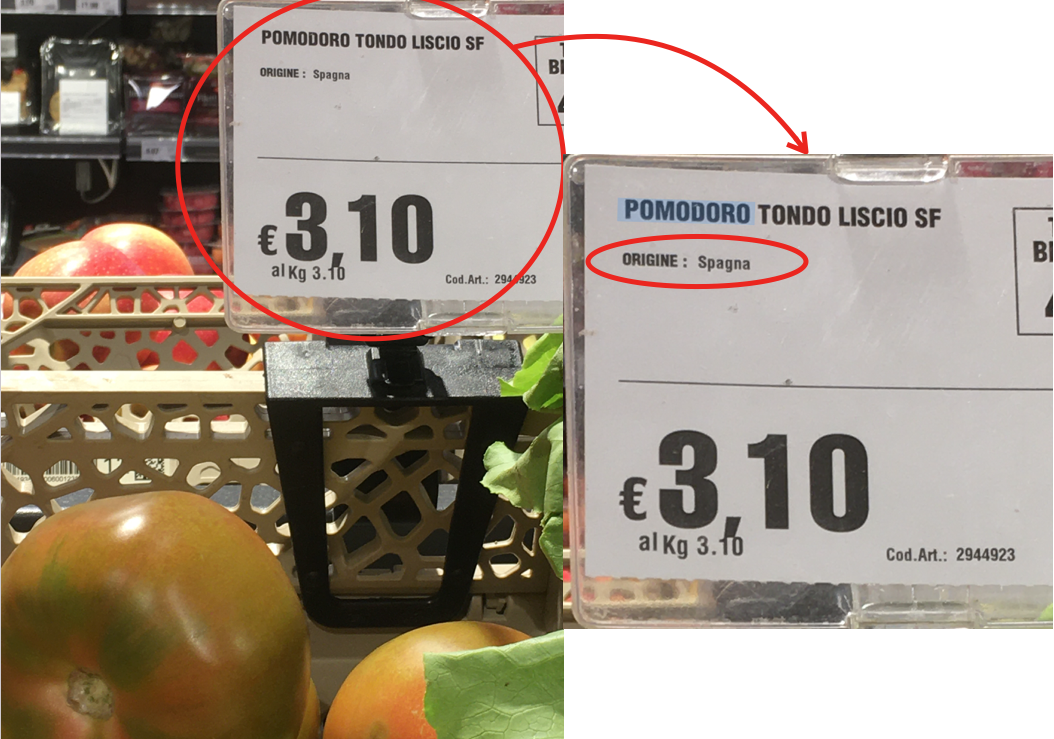 POMODORO TONDO LISCIO SF
ORIGINE : Spagna
€ 3,10
al Kg 3.10
Cod.Art.: 2944923
POMODORO TONDO LISCIO SF
ORIGINE : Spagna
€ 3,10
al Kg 3.10
Cod.Art.: 2944923